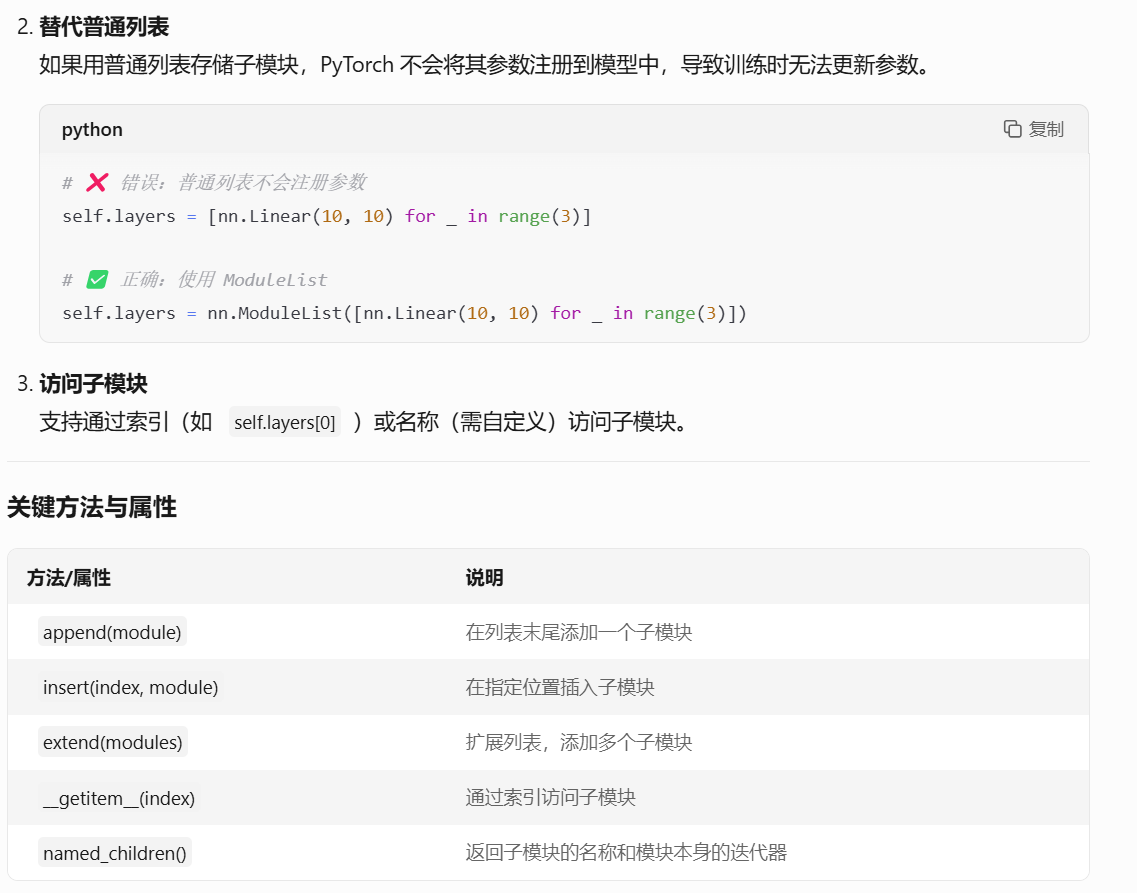 2. 替代普通列表
如果用普通列表存储子模块，PyTorch 不会将其参数注册到模型中，导致训练时无法更新参数。
python 复制
# ❌ 错误：普通列表不会注册参数
self.layers = [nn.Linear(10, 10) for _ in range(3)]
# ✅ 正确：使用 ModuleList
self.layers = nn.ModuleList([nn.Linear(10, 10) for _ in range(3)])
3. 访问子模块
支持通过索引（如 self.layers[0] ）或名称（需自定义）访问子模块。
关键方法与属性
方法/属性 说明
append(module) 在列表末尾添加一个子模块
insert(index, module) 在指定位置插入子模块
extend(modules) 扩展列表，添加多个子模块
__getitem__(index) 通过索引访问子模块
named_children() 返回子模块的名称和模块本身的迭代器